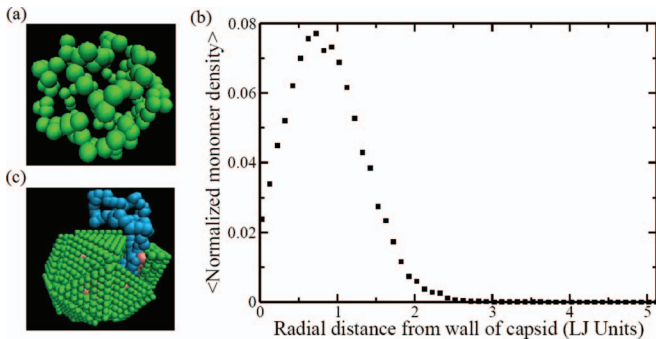 (a)
(b)
<Normalized monomer density>
0.08
0.06
0.04
0.02
0
(c)
0 1 2 3 4 5
Radial distance from wall of capsid (LJ Units)